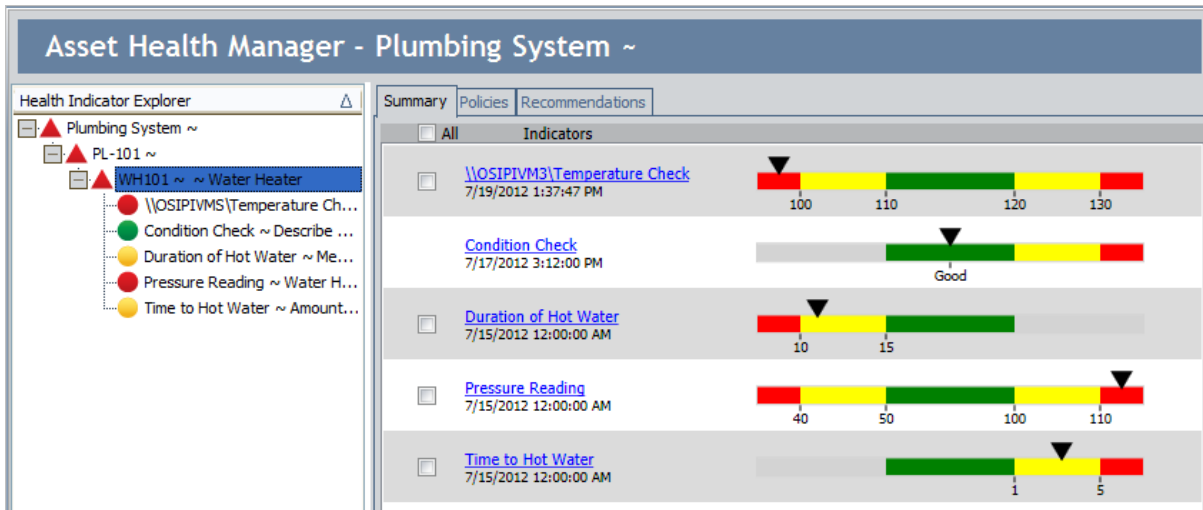 Asset Health Manager - Plumbing System ~
Health Indicator Explorer
Plumbing System ~
PL-101 ~
WH101 ~ ~ Water Heater
\\OSIPIVMS\Temperature Ch...
Condition Check ~ Describe ...
Duration of Hot Water ~ Me...
Pressure Reading ~ Water H...
Time to Hot Water ~ Amount...
Summary Policies Recommendations
All Indicators
\\OSIPIVM3\Temperature Check
7/19/2012 1:37:47 PM
100 110 120 130
Condition Check
7/17/2012 3:12:00 PM
Good
Duration of Hot Water
7/15/2012 12:00:00 AM
10 15
Pressure Reading
7/15/2012 12:00:00 AM
40 50 100 110
Time to Hot Water
7/15/2012 12:00:00 AM
1 5